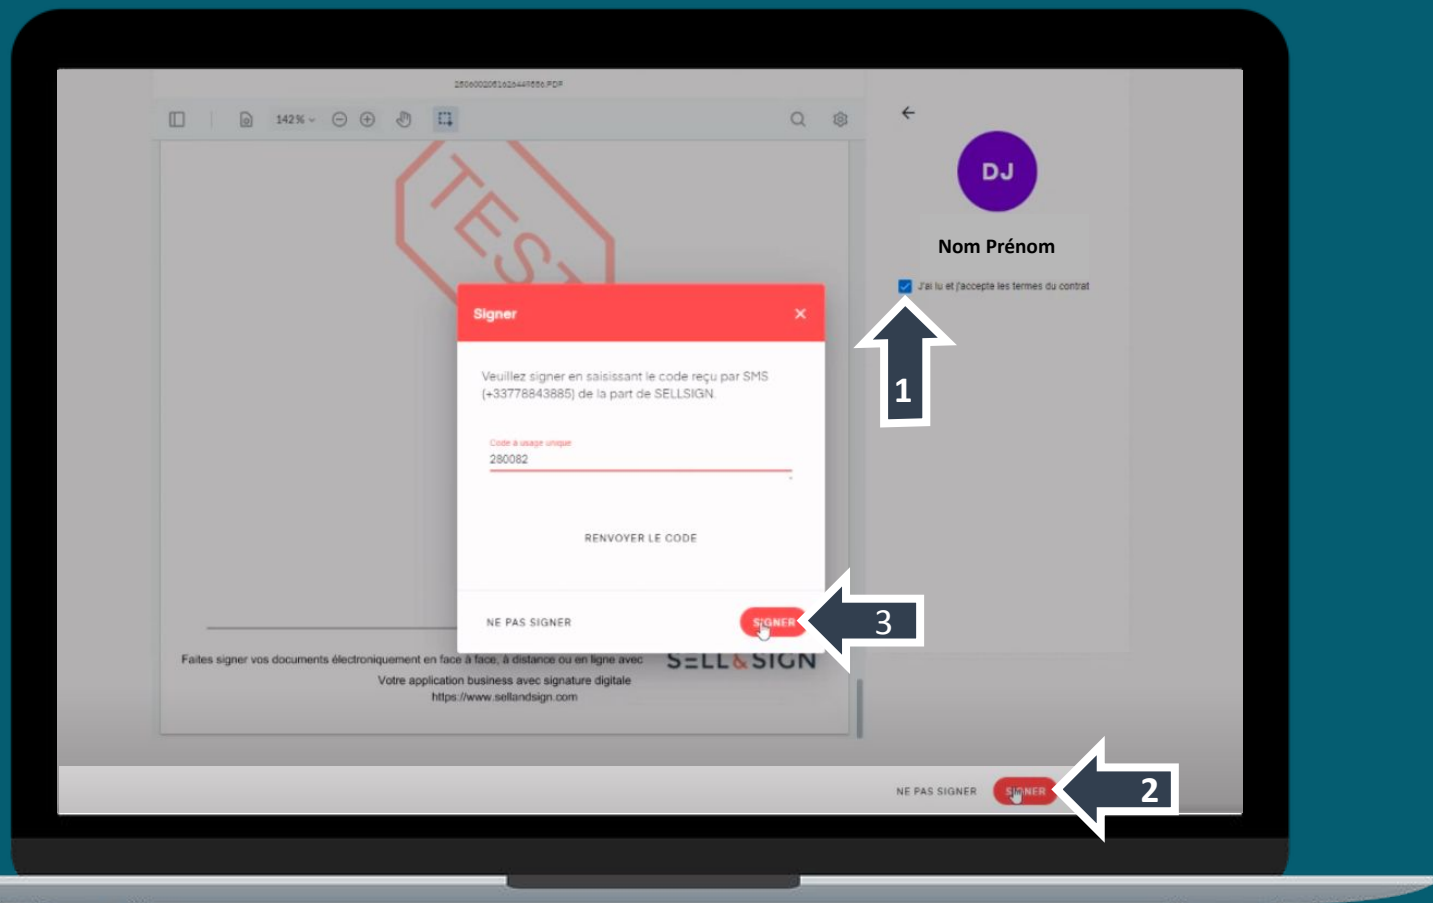 2506002051626449556.PDF
142%
TEST
DJ
Nom Prénom
J'ai lu et j'accepte les termes du contrat
1
Signer
Veuillez signer en saisissant le code reçu par SMS
(+33778843885) de la part de SELLSIGN.
Code à usage unique
280082
RENVOYER LE CODE
NE PAS SIGNER
SIGNER
3
Faites signer vos documents électroniquement en face à face, à distance ou en ligne avec
SELL&SIGN
Votre application business avec signature digitale
https://www.sellandsign.com
NE PAS SIGNER
SIGNER
2